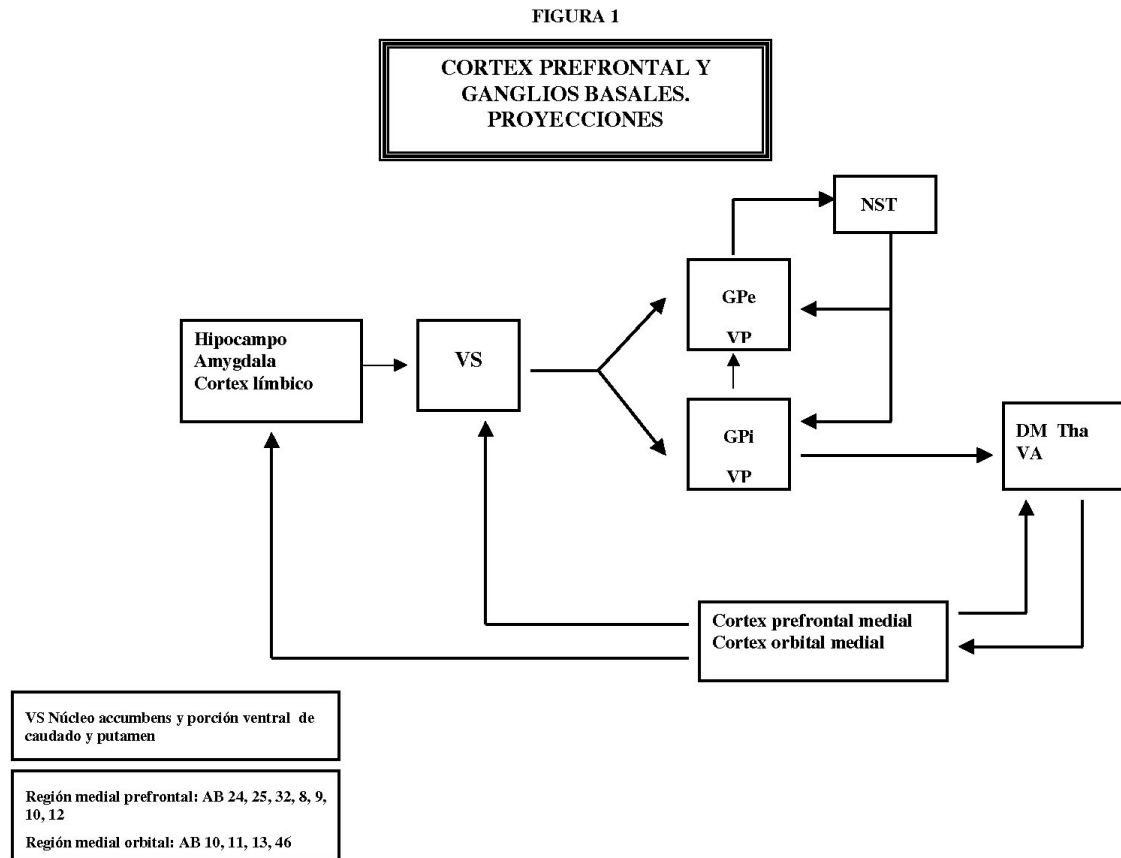 FIGURA 1
CORTEX PREFRONTAL Y
GANGLIOS BASALES.
PROYECCIONES
NST
GPe
VP
Hipocampo
Amygdala
Cortex límbico
VS
GPi
VP
DM Tha
VA
Cortex prefrontal medial
Cortex orbital medial
VS Núcleo accumbens y porción ventral de
caudado y putamen
Región medial prefrontal: AB 24, 25, 32, 8, 9,
10, 12
Región medial orbital: AB 10, 11, 13, 46